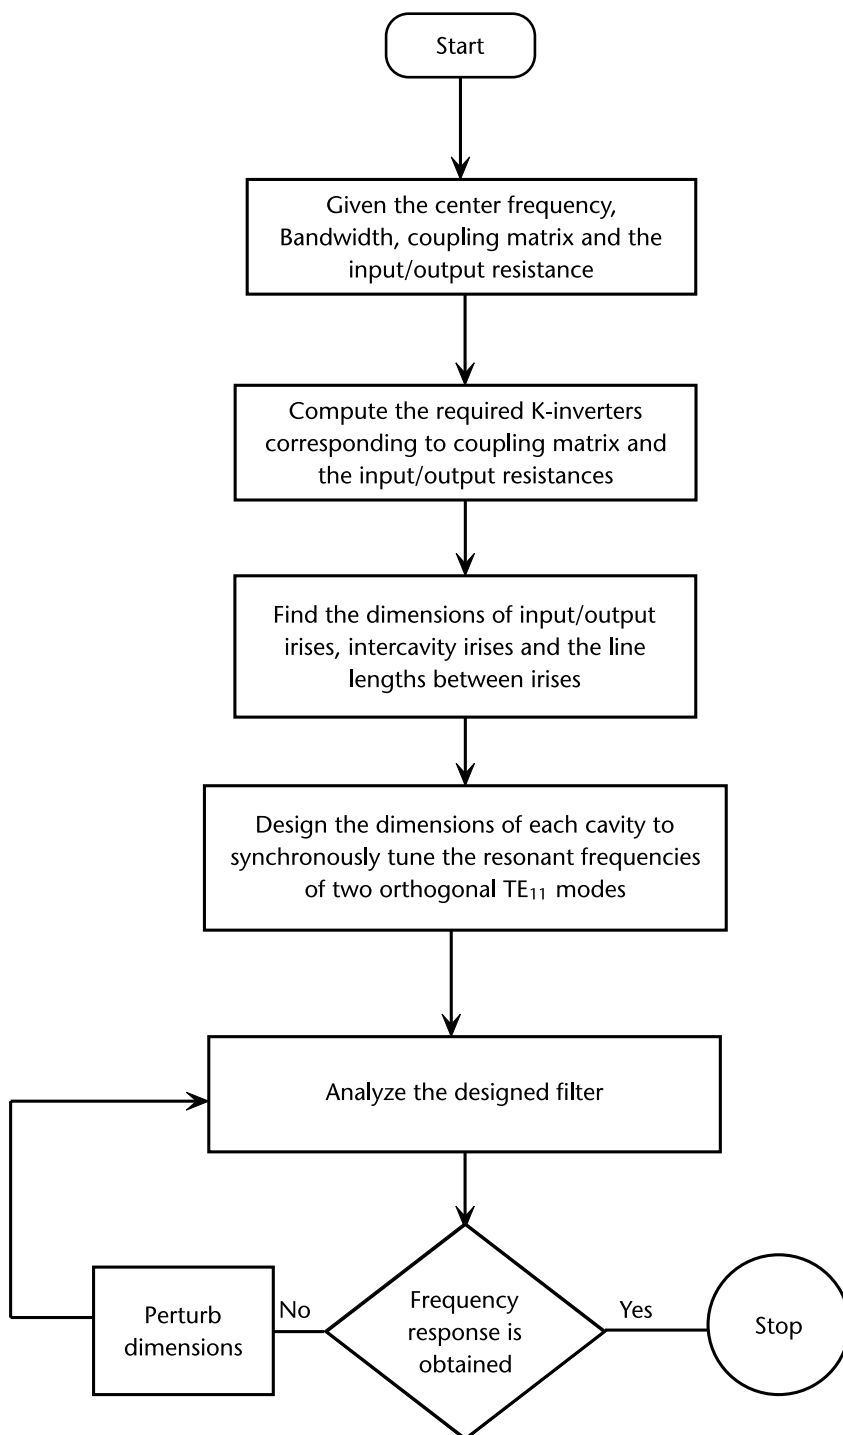 Start
Given the center frequency,
Bandwidth, coupling matrix and the
input/output resistance
Compute the required K-inverters
corresponding to coupling matrix and
the input/output resistances
Find the dimensions of input/output
irises, intercavity irises and the line
lengths between irises
Design the dimensions of each cavity to
synchronously tune the resonant frequencies
of two orthogonal TE₁₁ modes
Analyze the designed filter
Perturb
dimensions
No
Frequency
response is
obtained
Yes
Stop